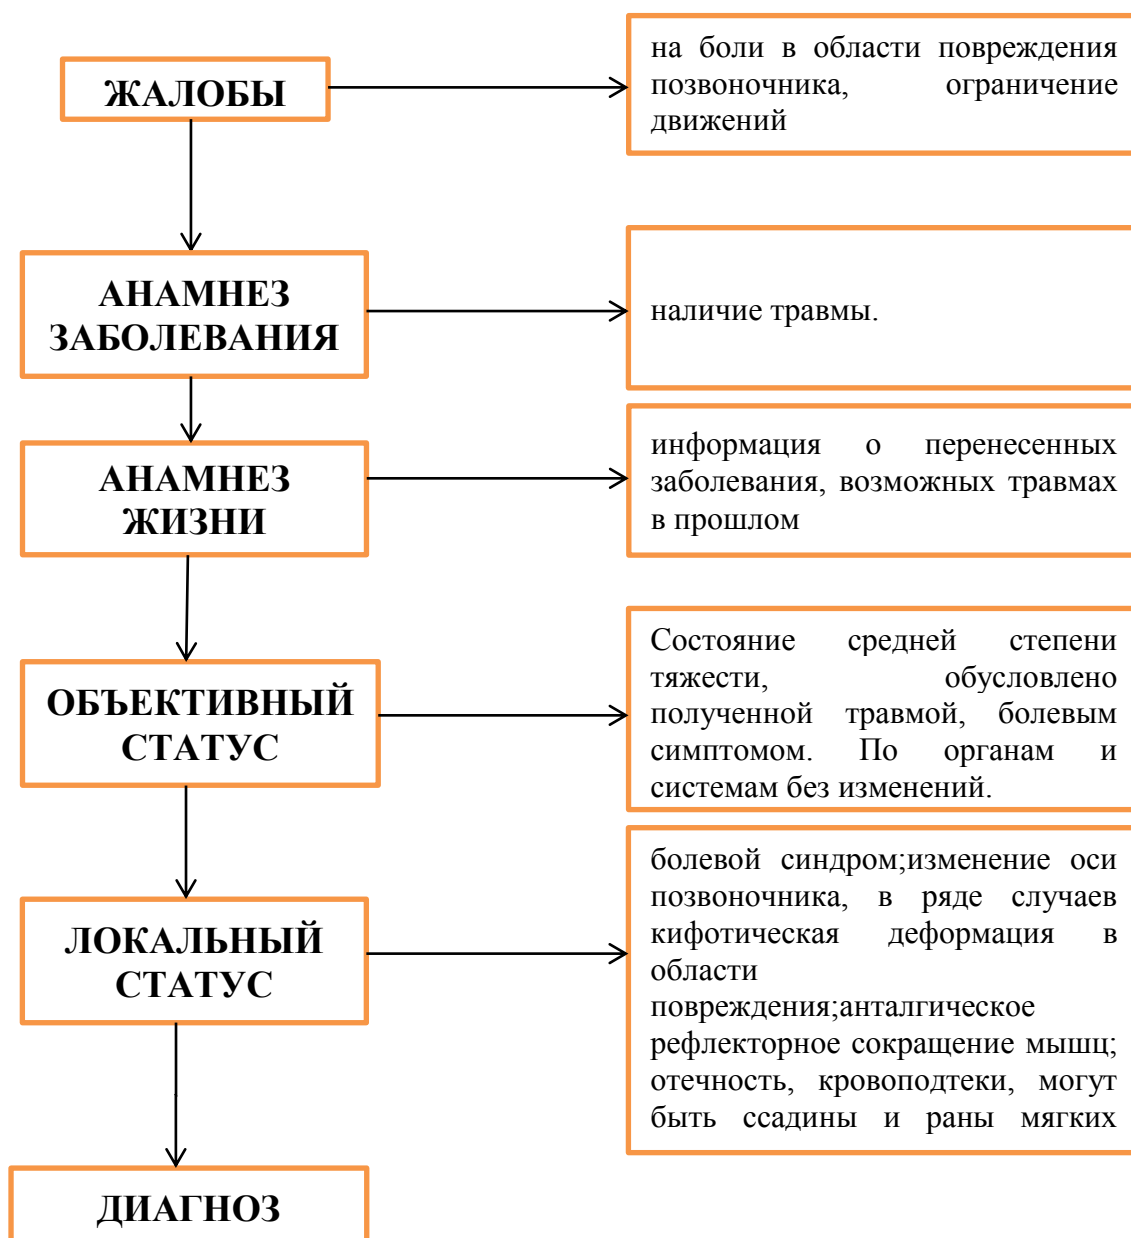 ЖАЛОБЫ
на боли в области повреждения
позвоночника, ограничение
движений
АНАМНЕЗ
ЗАБОЛЕВАНИЯ
наличие травмы.
АНАМНЕЗ
ЖИЗНИ
информация о перенесенных
заболевания, возможных травмах
в прошлом
ОБЪЕКТИВНЫЙ
СТАТУС
Состояние средней степени
тяжести, обусловлено
полученной травмой, болевым
симптомом. По органам и
системам без изменений.
ЛОКАЛЬНЫЙ
СТАТУС
болевой синдром;изменение оси
позвоночника, в ряде случаев
кифотическая деформация в
области
повреждения;анталгическое
рефлекторное сокращение мышц;
отечность, кровоподтеки, могут
быть ссадины и раны мягких
ДИАГНОЗ